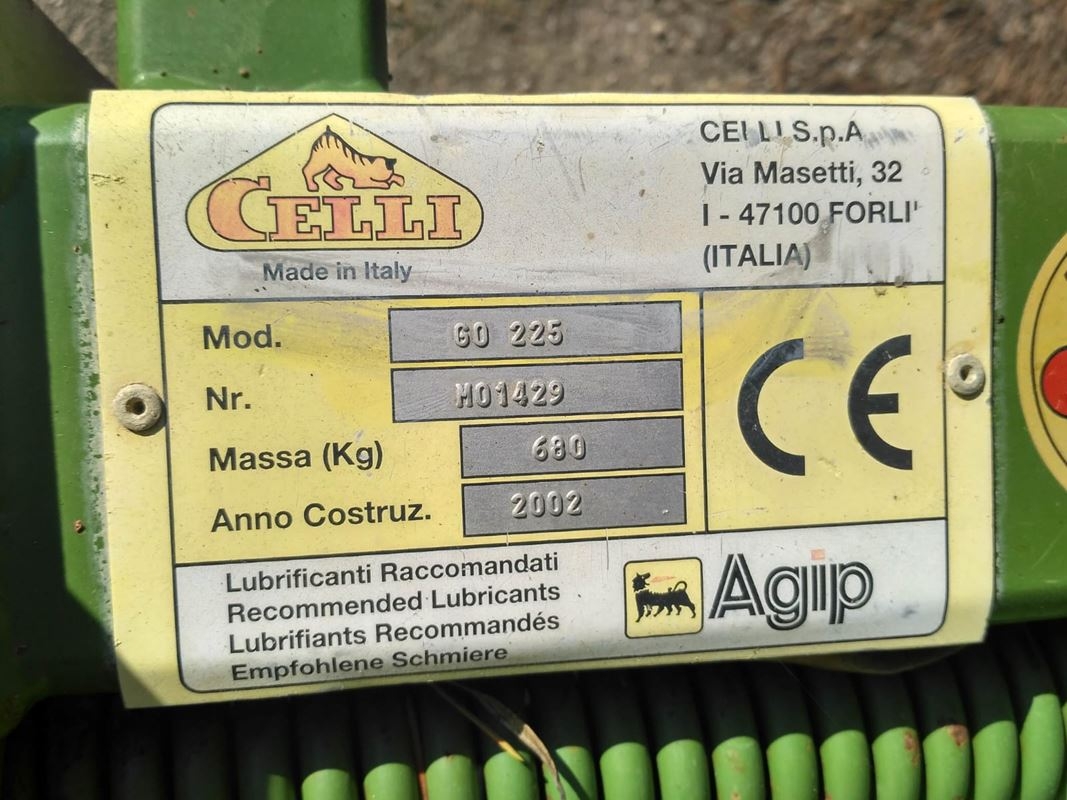 CELLI
Made in Italy
CELLI S.p.A
Via Masetti, 32
I - 47100 FORLI'
(ITALIA)
Mod. GO 225
Nr. M01429
Massa (Kg) 680
Anno Costruz. 2002
CE
Lubrificanti Raccomandati
Recommended Lubricants
Lubrifiants Recommandés
Empfohlene Schmiere
Agip